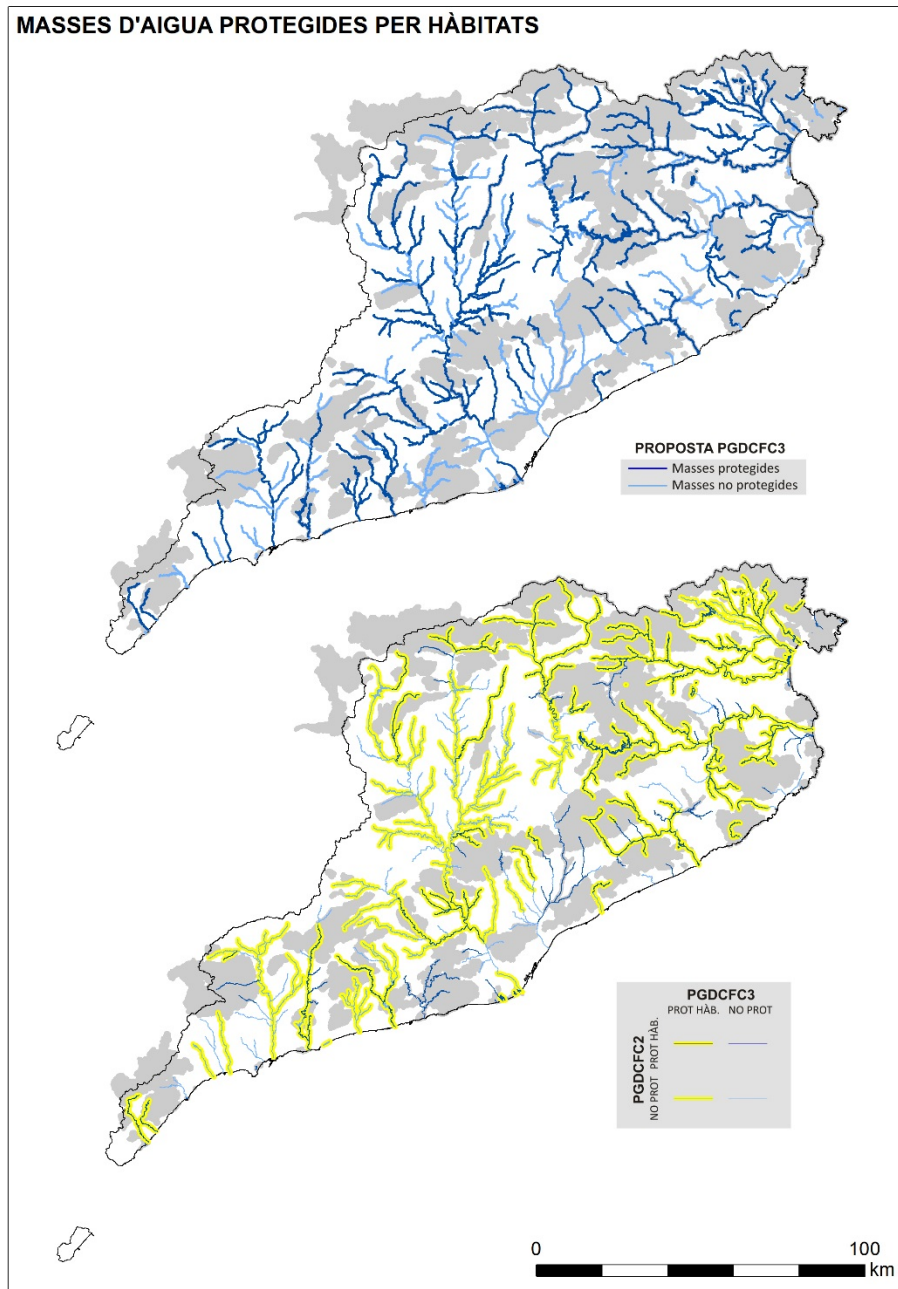 MASSES D'AIGUA PROTEGIDES PER HÀBITATS
PROPOSTA PGDCFC3
Masses protegides
Masses no protegides
PGDCFC3
PROT HÀB. NO PROT
PGDCFC2
NO PROT PROT HÀB.
0 100
km